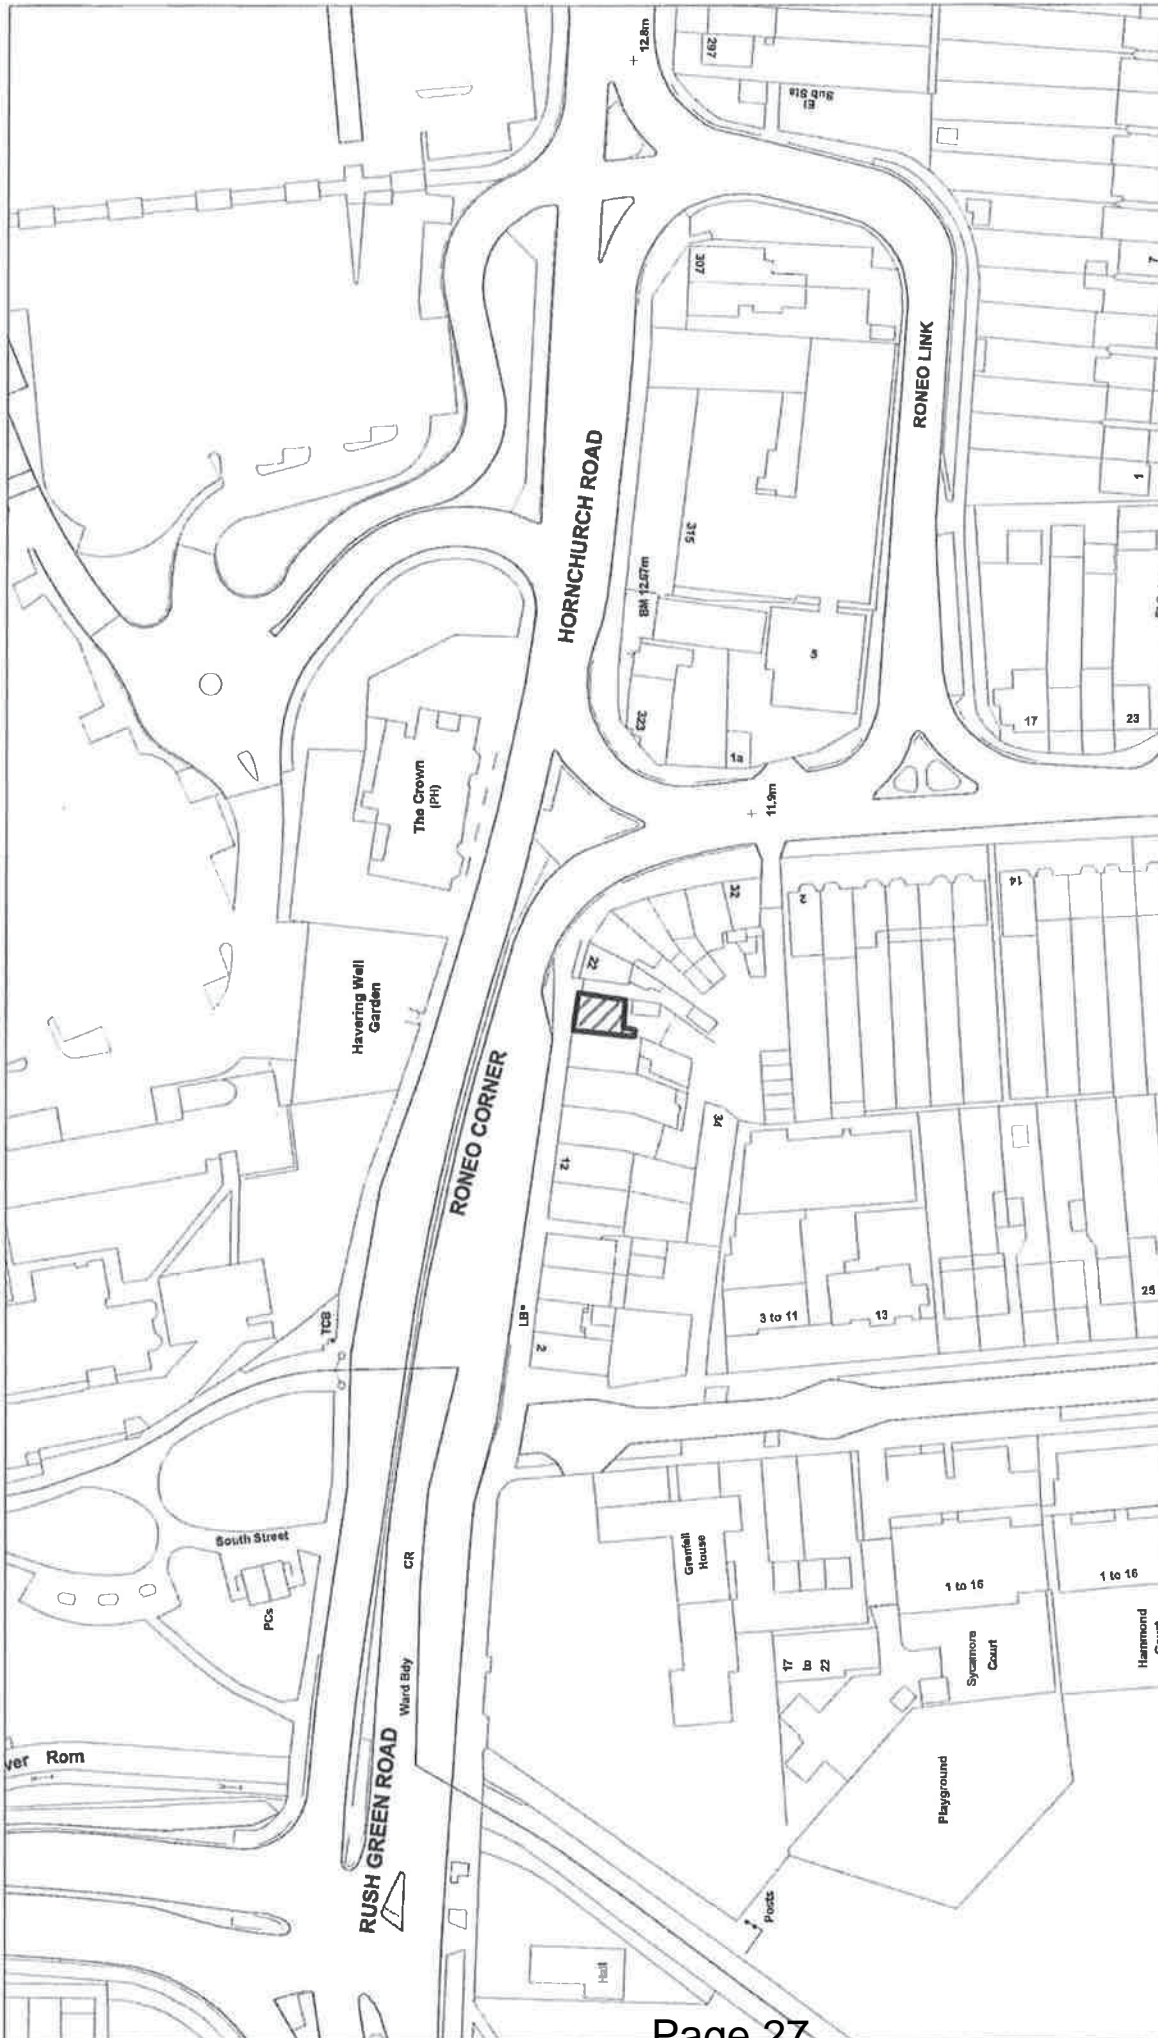 12.8m
297
El
Sub Sta
307
7
RONEO LINK
HORNCHURCH ROAD
315
1
BM 12.67m
5
323
1a
17
23
The Crown
(PH)
11.9m
32
2
14
22
Havering Well
Garden
RONEO CORNER
34
12
TCB
LB
2
3 to 11
13
25
South Street
PCs
CR
Grenfell
House
1 to 16
1 to 16
Sycamore
Court
Hammond
17
to
22
Ward Bdy
Rom
RUSH GREEN ROAD
Playground
Posts
Hall
Page 27